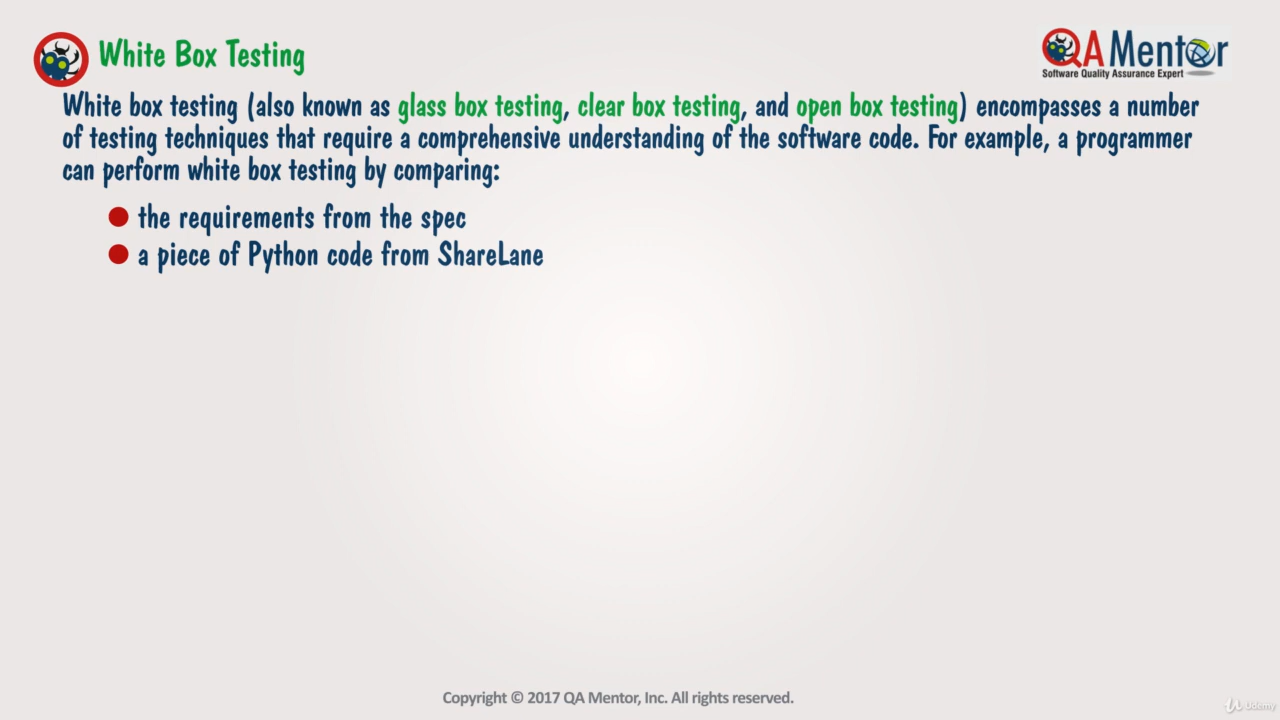 White Box Testing
QA Mentor
Software Quality Assurance Expert
White box testing (also known as glass box testing, clear box testing, and open box testing) encompasses a number
of testing techniques that require a comprehensive understanding of the software code. For example, a programmer
can perform white box testing by comparing:
the requirements from the spec
a piece of Python code from ShareLane
Copyright © 2017 QA Mentor, Inc. All rights reserved.
Udemy